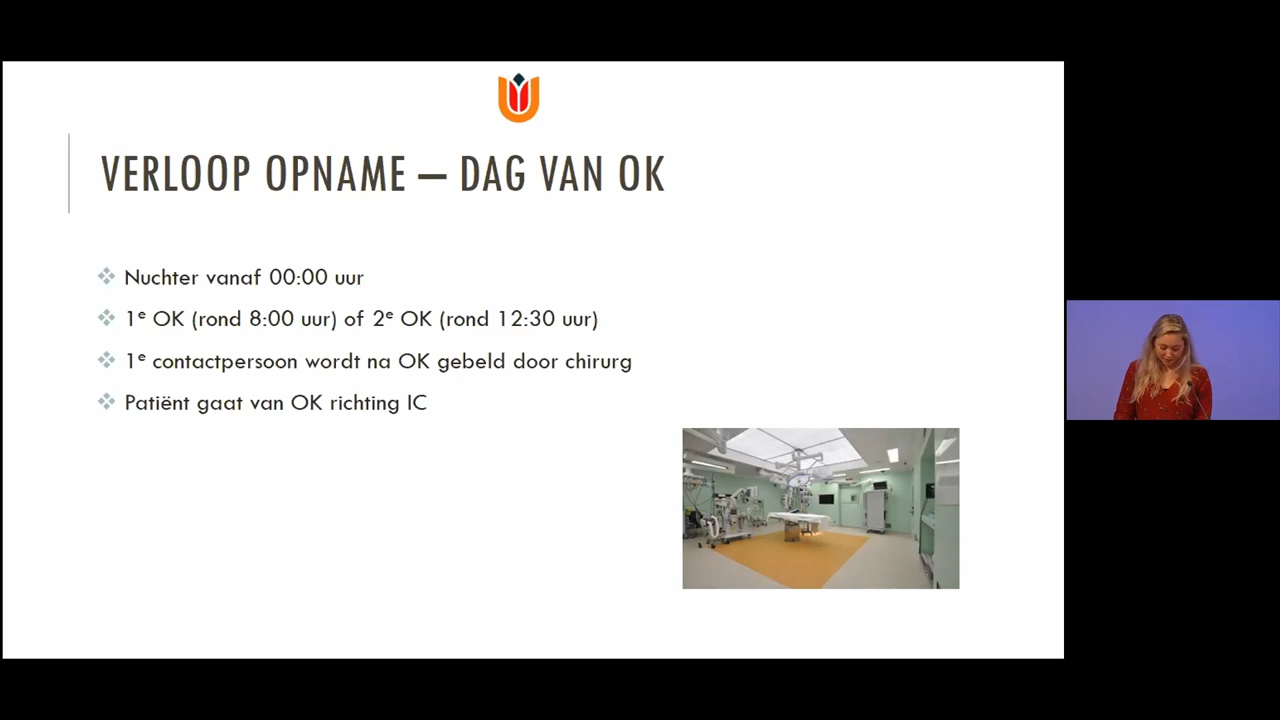 VERLOOP OPNAME – DAG VAN OK
Nuchter vanaf 00:00 uur
1e OK (rond 8:00 uur) of 2e OK (rond 12:30 uur)
1e contactpersoon wordt na OK gebeld door chirurg
Patiënt gaat van OK richting IC